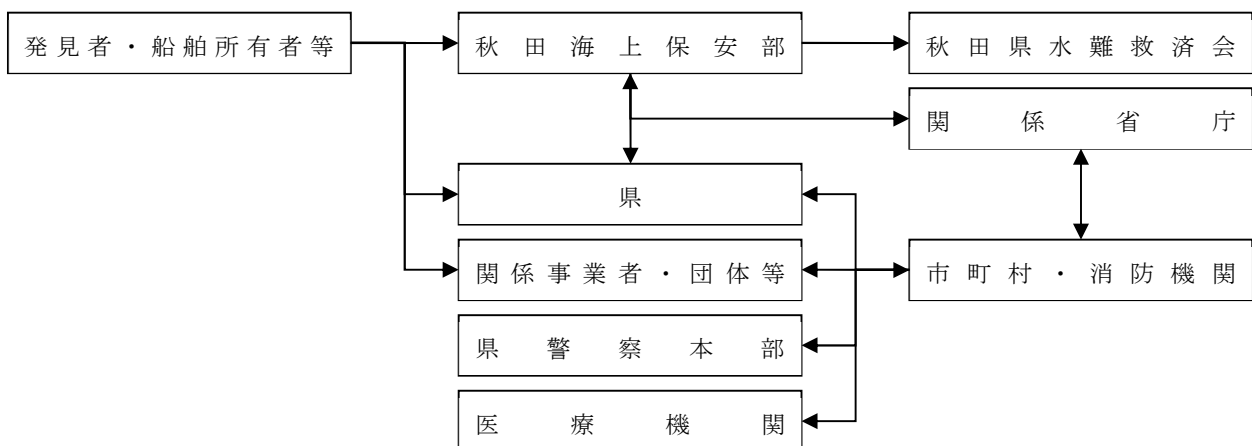 発見者・船舶所有者等
秋田海上保安部
秋田県水難救済会
関係省庁
県
関係事業者・団体等
市町村・消防機関
県警察本部
医療機関